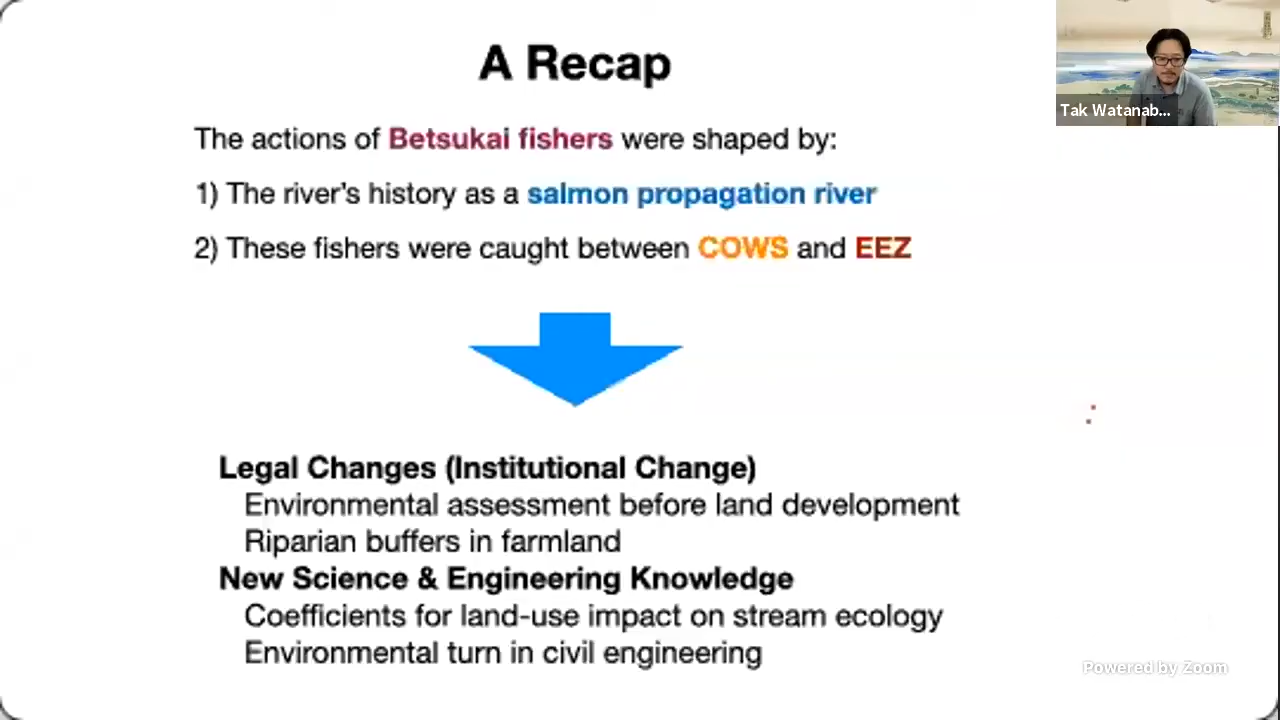 A Recap
The actions of Betsukai fishers were shaped by:
1) The river's history as a salmon propagation river
2) These fishers were caught between COWS and EEZ
Legal Changes (Institutional Change)
Environmental assessment before land development
Riparian buffers in farmland
New Science & Engineering Knowledge
Coefficients for land-use impact on stream ecology
Environmental turn in civil engineering
Tak Watanab...
Powered by Zoom